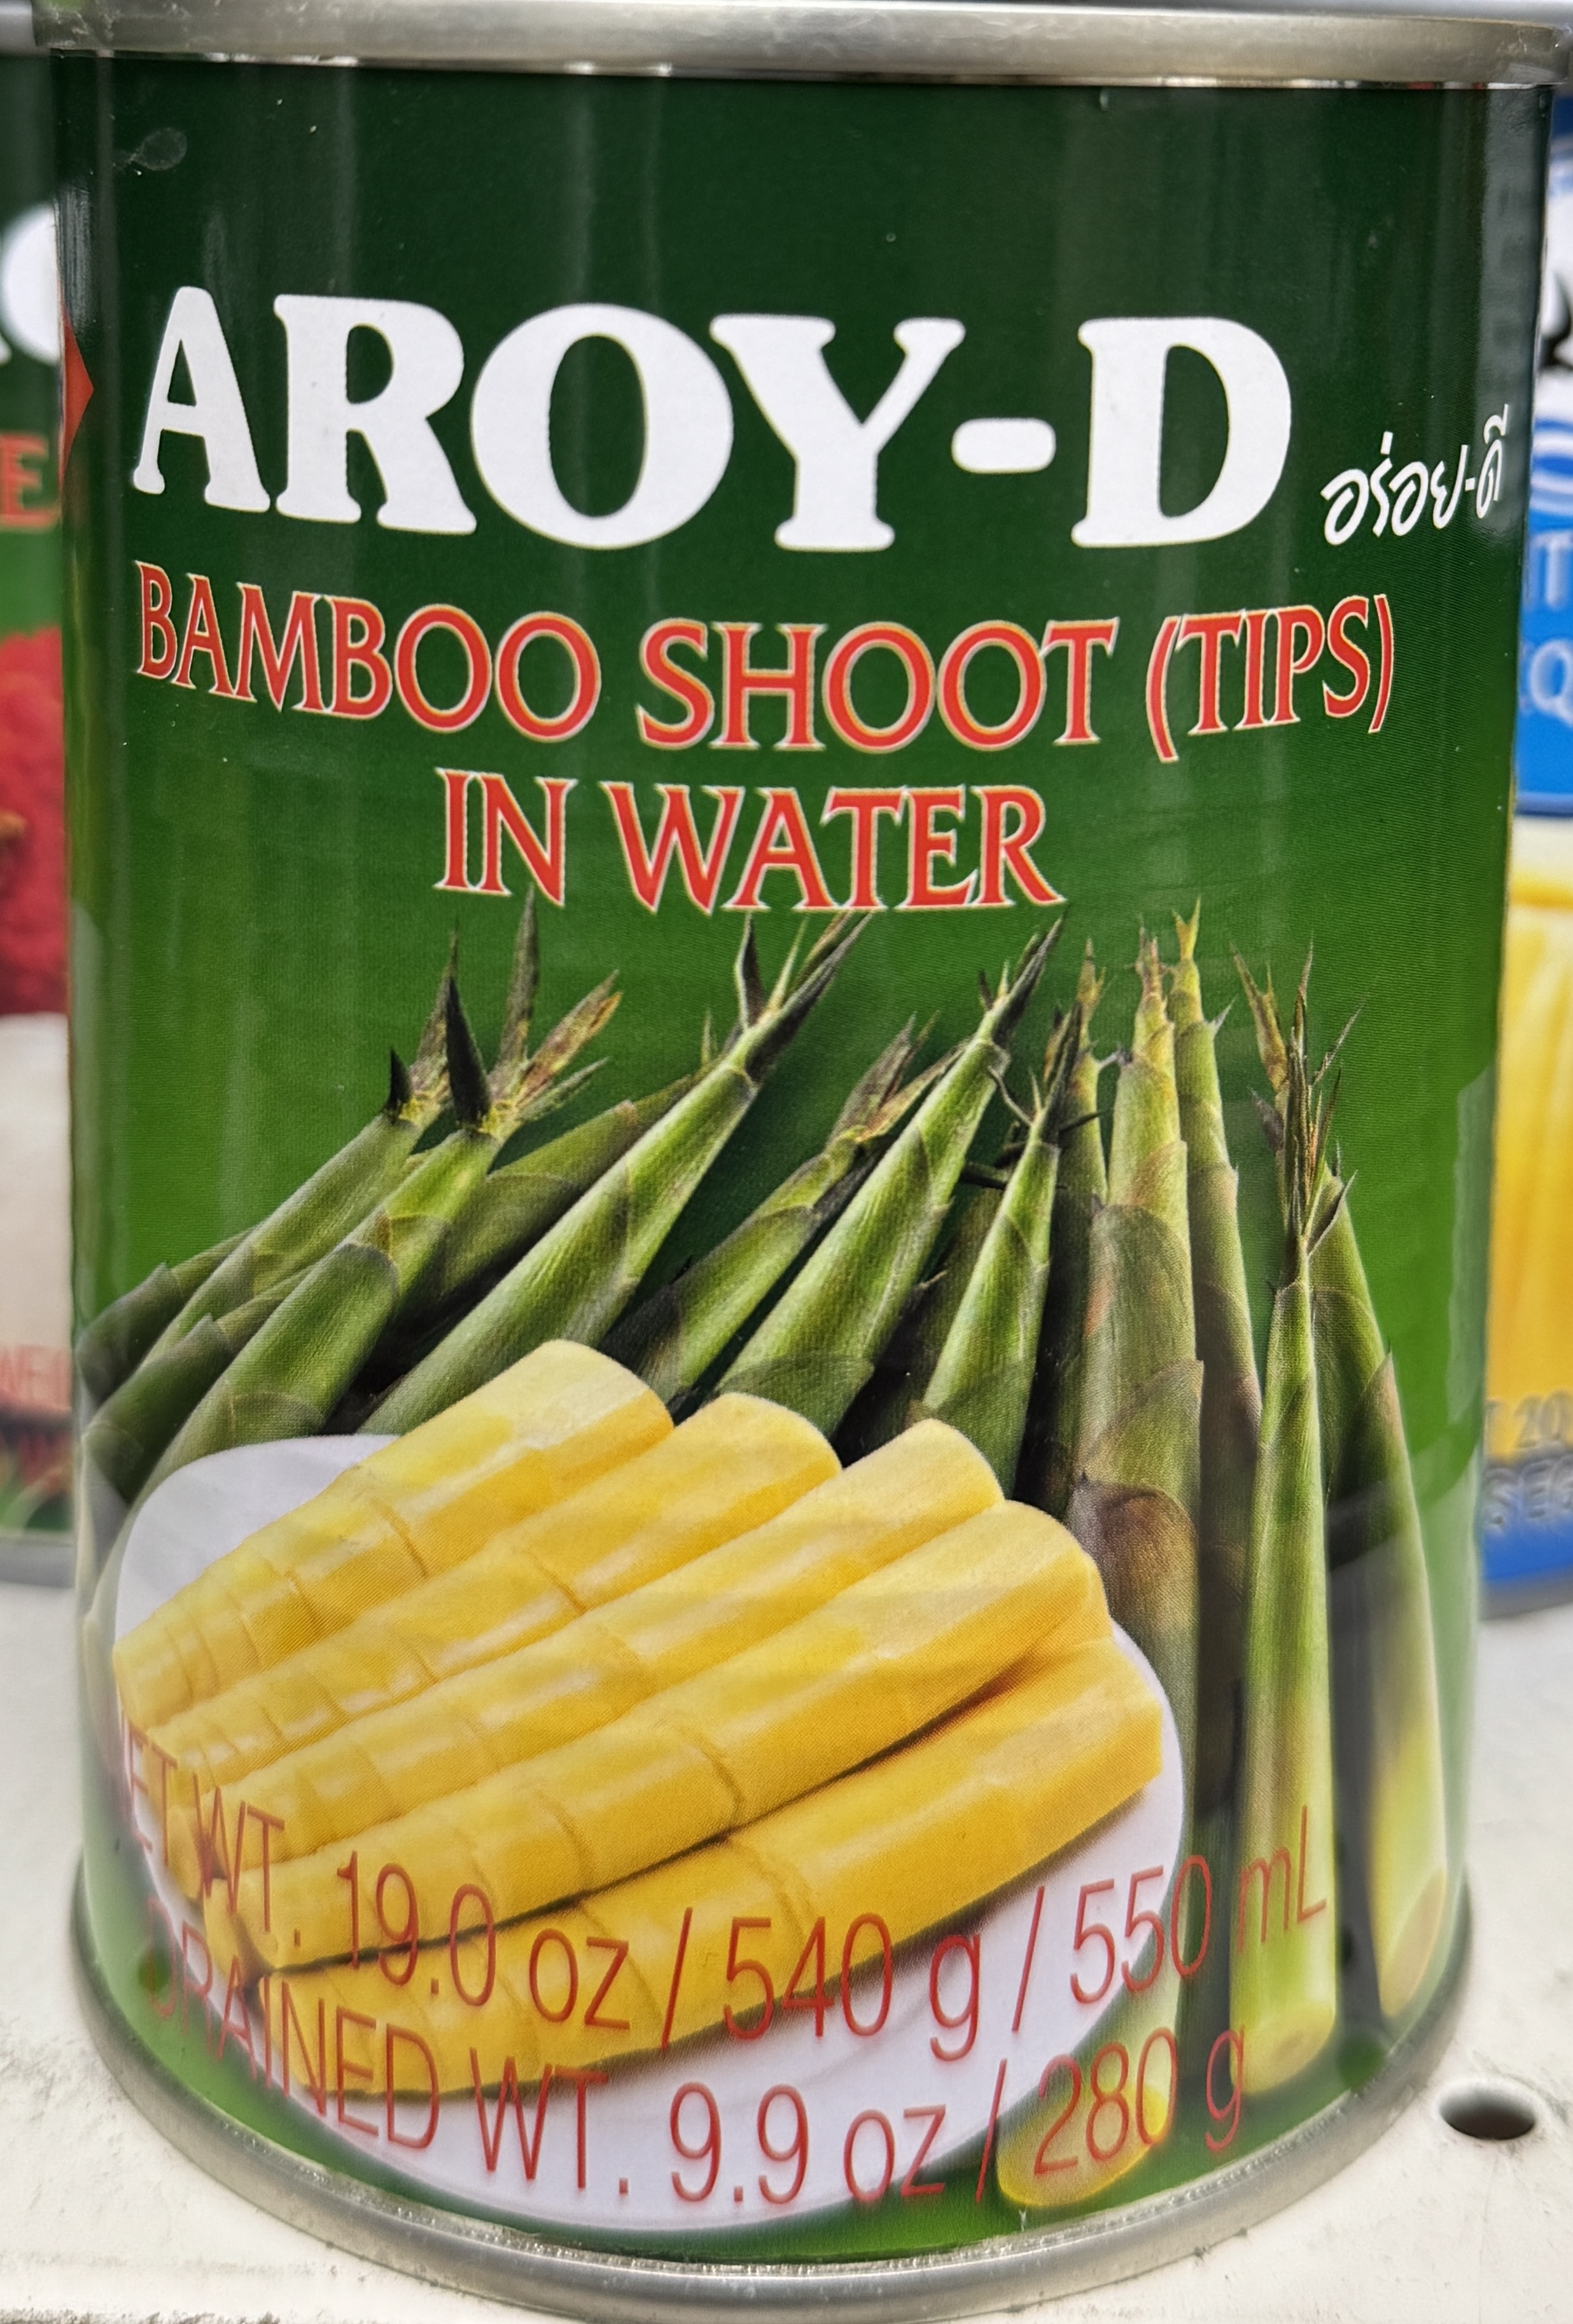 AROY-D อร่อย-ดี
BAMBOO SHOOT (TIPS)
IN WATER
NET WT. 19.0 oz / 540 g / 550 mL
DRAINED WT. 9.9 oz / 280 g